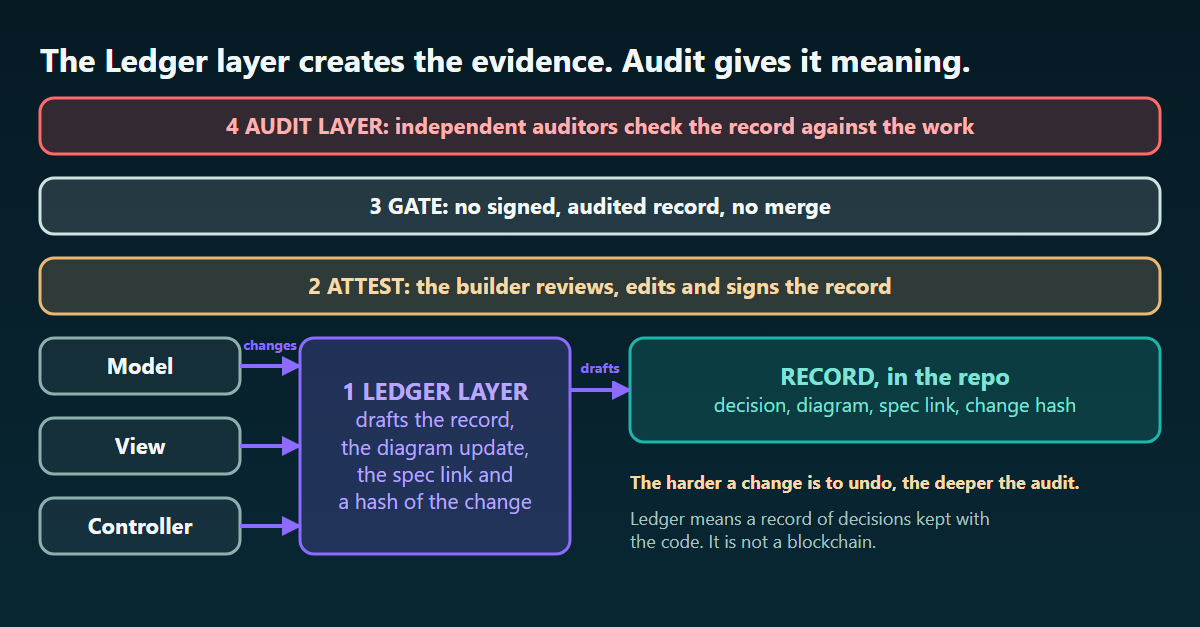 The Ledger layer creates the evidence. Audit gives it meaning.
4 AUDIT LAYER: independent auditors check the record against the work
3 GATE: no signed, audited record, no merge
2 ATTEST: the builder reviews, edits and signs the record
Model
changes
View
Controller
1 LEDGER LAYER
drafts the record,
the diagram update,
the spec link and
a hash of the change
drafts
RECORD, in the repo
decision, diagram, spec link, change hash
The harder a change is to undo, the deeper the audit.
Ledger means a record of decisions kept with
the code. It is not a blockchain.